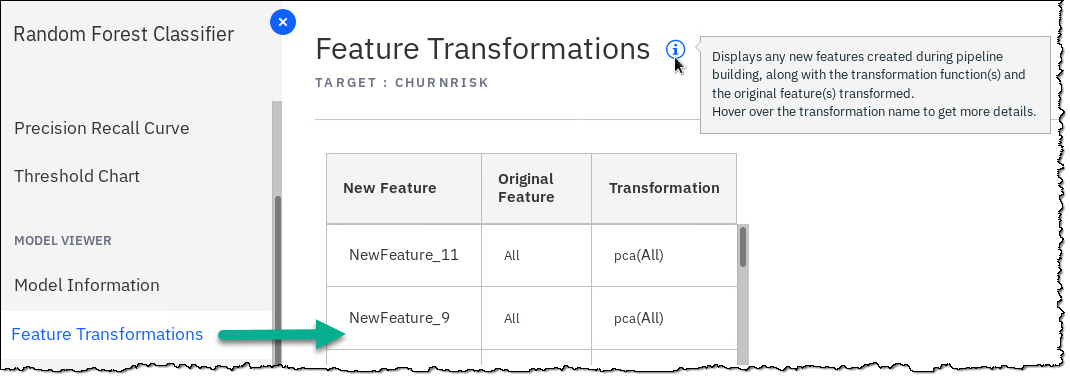 Random Forest Classifier
Precision Recall Curve
Threshold Chart
MODEL VIEWER
Model Information
Feature Transformations
Feature Transformations
TARGET : CHURNRISK
Displays any new features created during pipeline
building, along with the transformation function(s) and
the original feature(s) transformed.
Hover over the transformation name to get more details.
New Feature
Original
Feature
Transformation
NewFeature_11
All
pca(All)
NewFeature_9
All
pca(All)